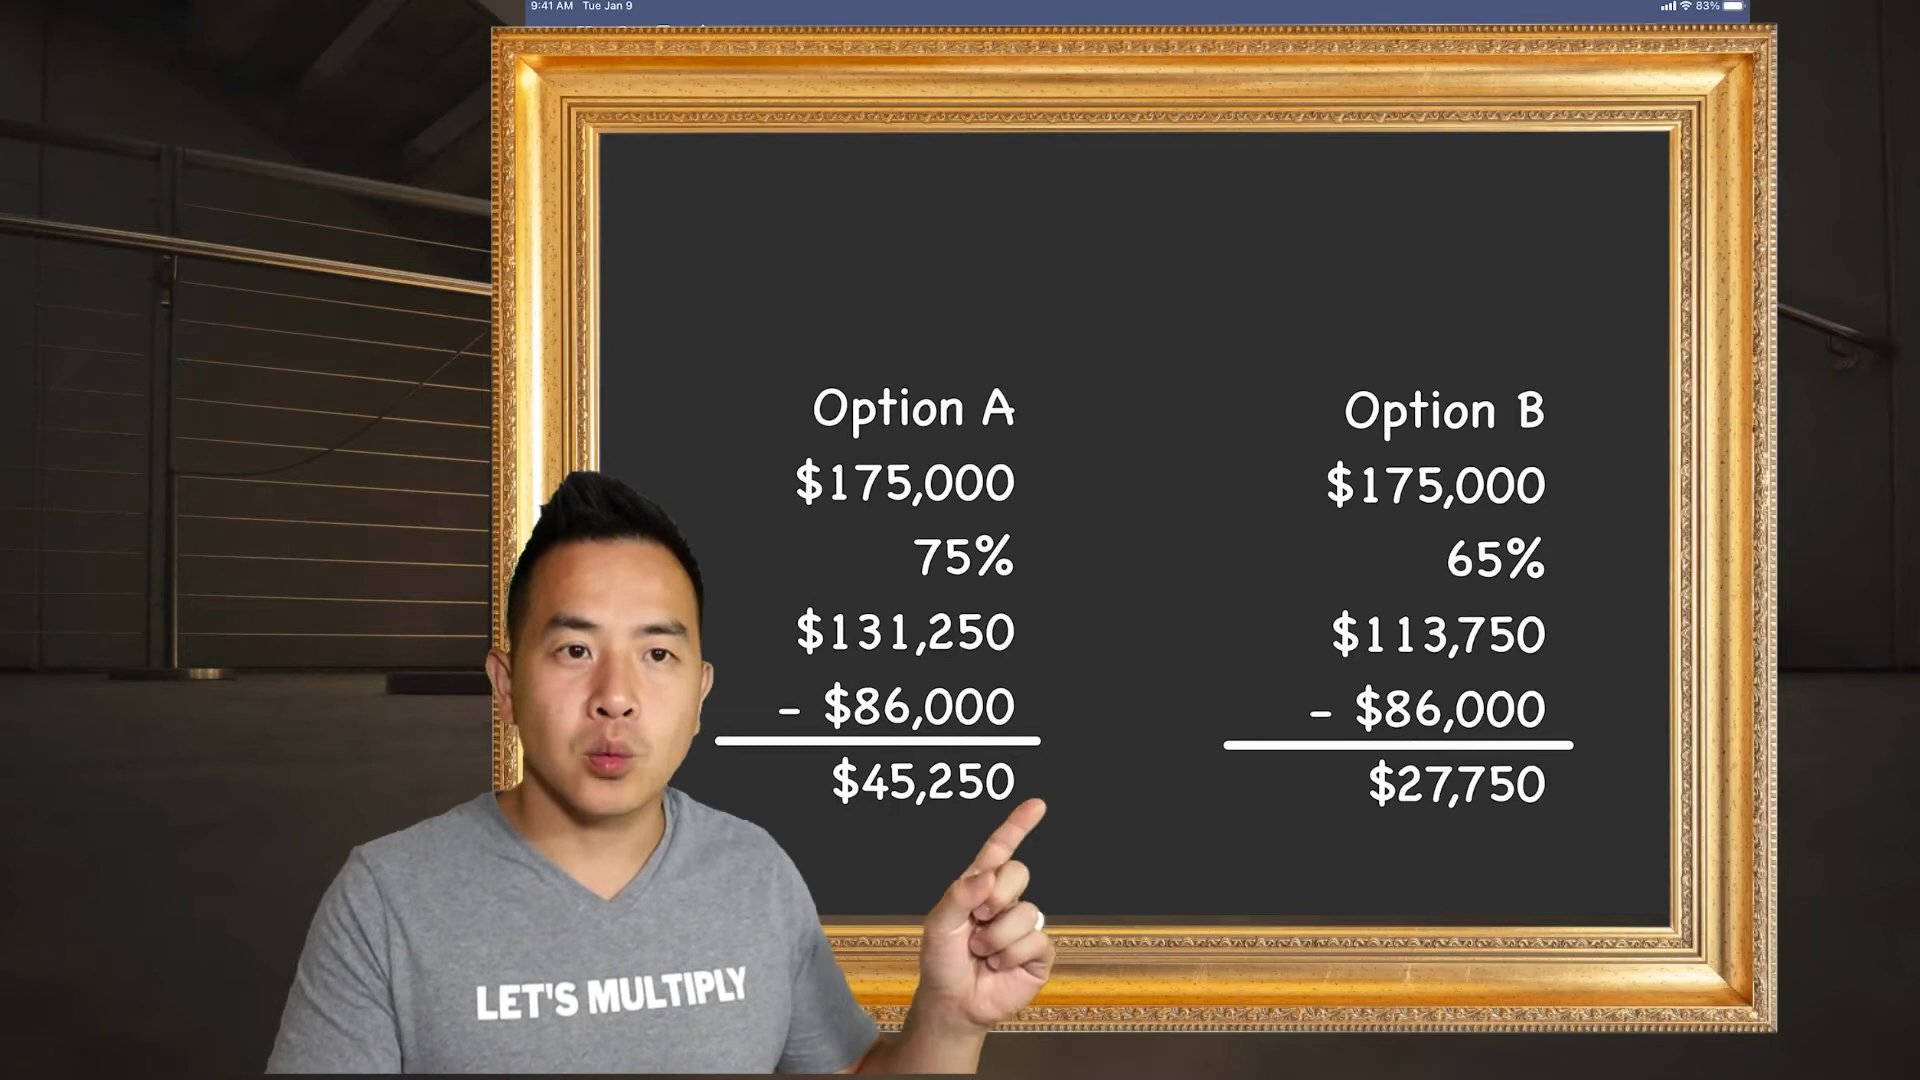 9:41 AM Tue Jan 9
83%
Option A
$175,000
75%
$131,250
- $86,000
$45,250
Option B
$175,000
65%
$113,750
- $86,000
$27,750
LET'S MULTIPLY